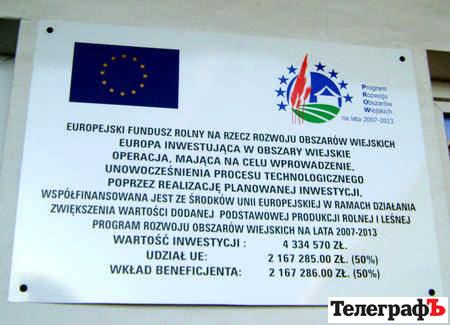 Program
Rozwoju
Obszarów
Wiejskich
na lata 2007-2013
EUROPEJSKI FUNDUSZ ROLNY NA RZECZ ROZWOJU OBSZARÓW WIEJSKICH
EUROPA INWESTUJĄCA W OBSZARY WIEJSKIE
OPERACJA, MAJĄCA NA CELU WPROWADZENIE,
UNOWOCZEŚNIENIA PROCESU TECHNOLOGICZNEGO
POPRZEZ REALIZACJĘ PLANOWANEJ INWESTYCJI,
WSPÓŁFINANSOWANA JEST ZE ŚRODKÓW UNII EUROPEJSKIEJ W RAMACH DZIAŁANIA
ZWIĘKSZENIA WARTOŚCI DODANEJ PODSTAWOWEJ PRODUKCJI ROLNEJ I LEŚNEJ
PROGRAM ROZWOJU OBSZARÓW WIEJSKICH NA LATA 2007-2013
WARTOŚĆ INWESTYCJI : 4 334 570 ZŁ.
UDZIAŁ UE: 2 167 285.00 ZŁ. (50%)
WKŁAD BENEFICJENTA: 2 167 286.00 ZŁ. (50%)
ТелеграфЪ